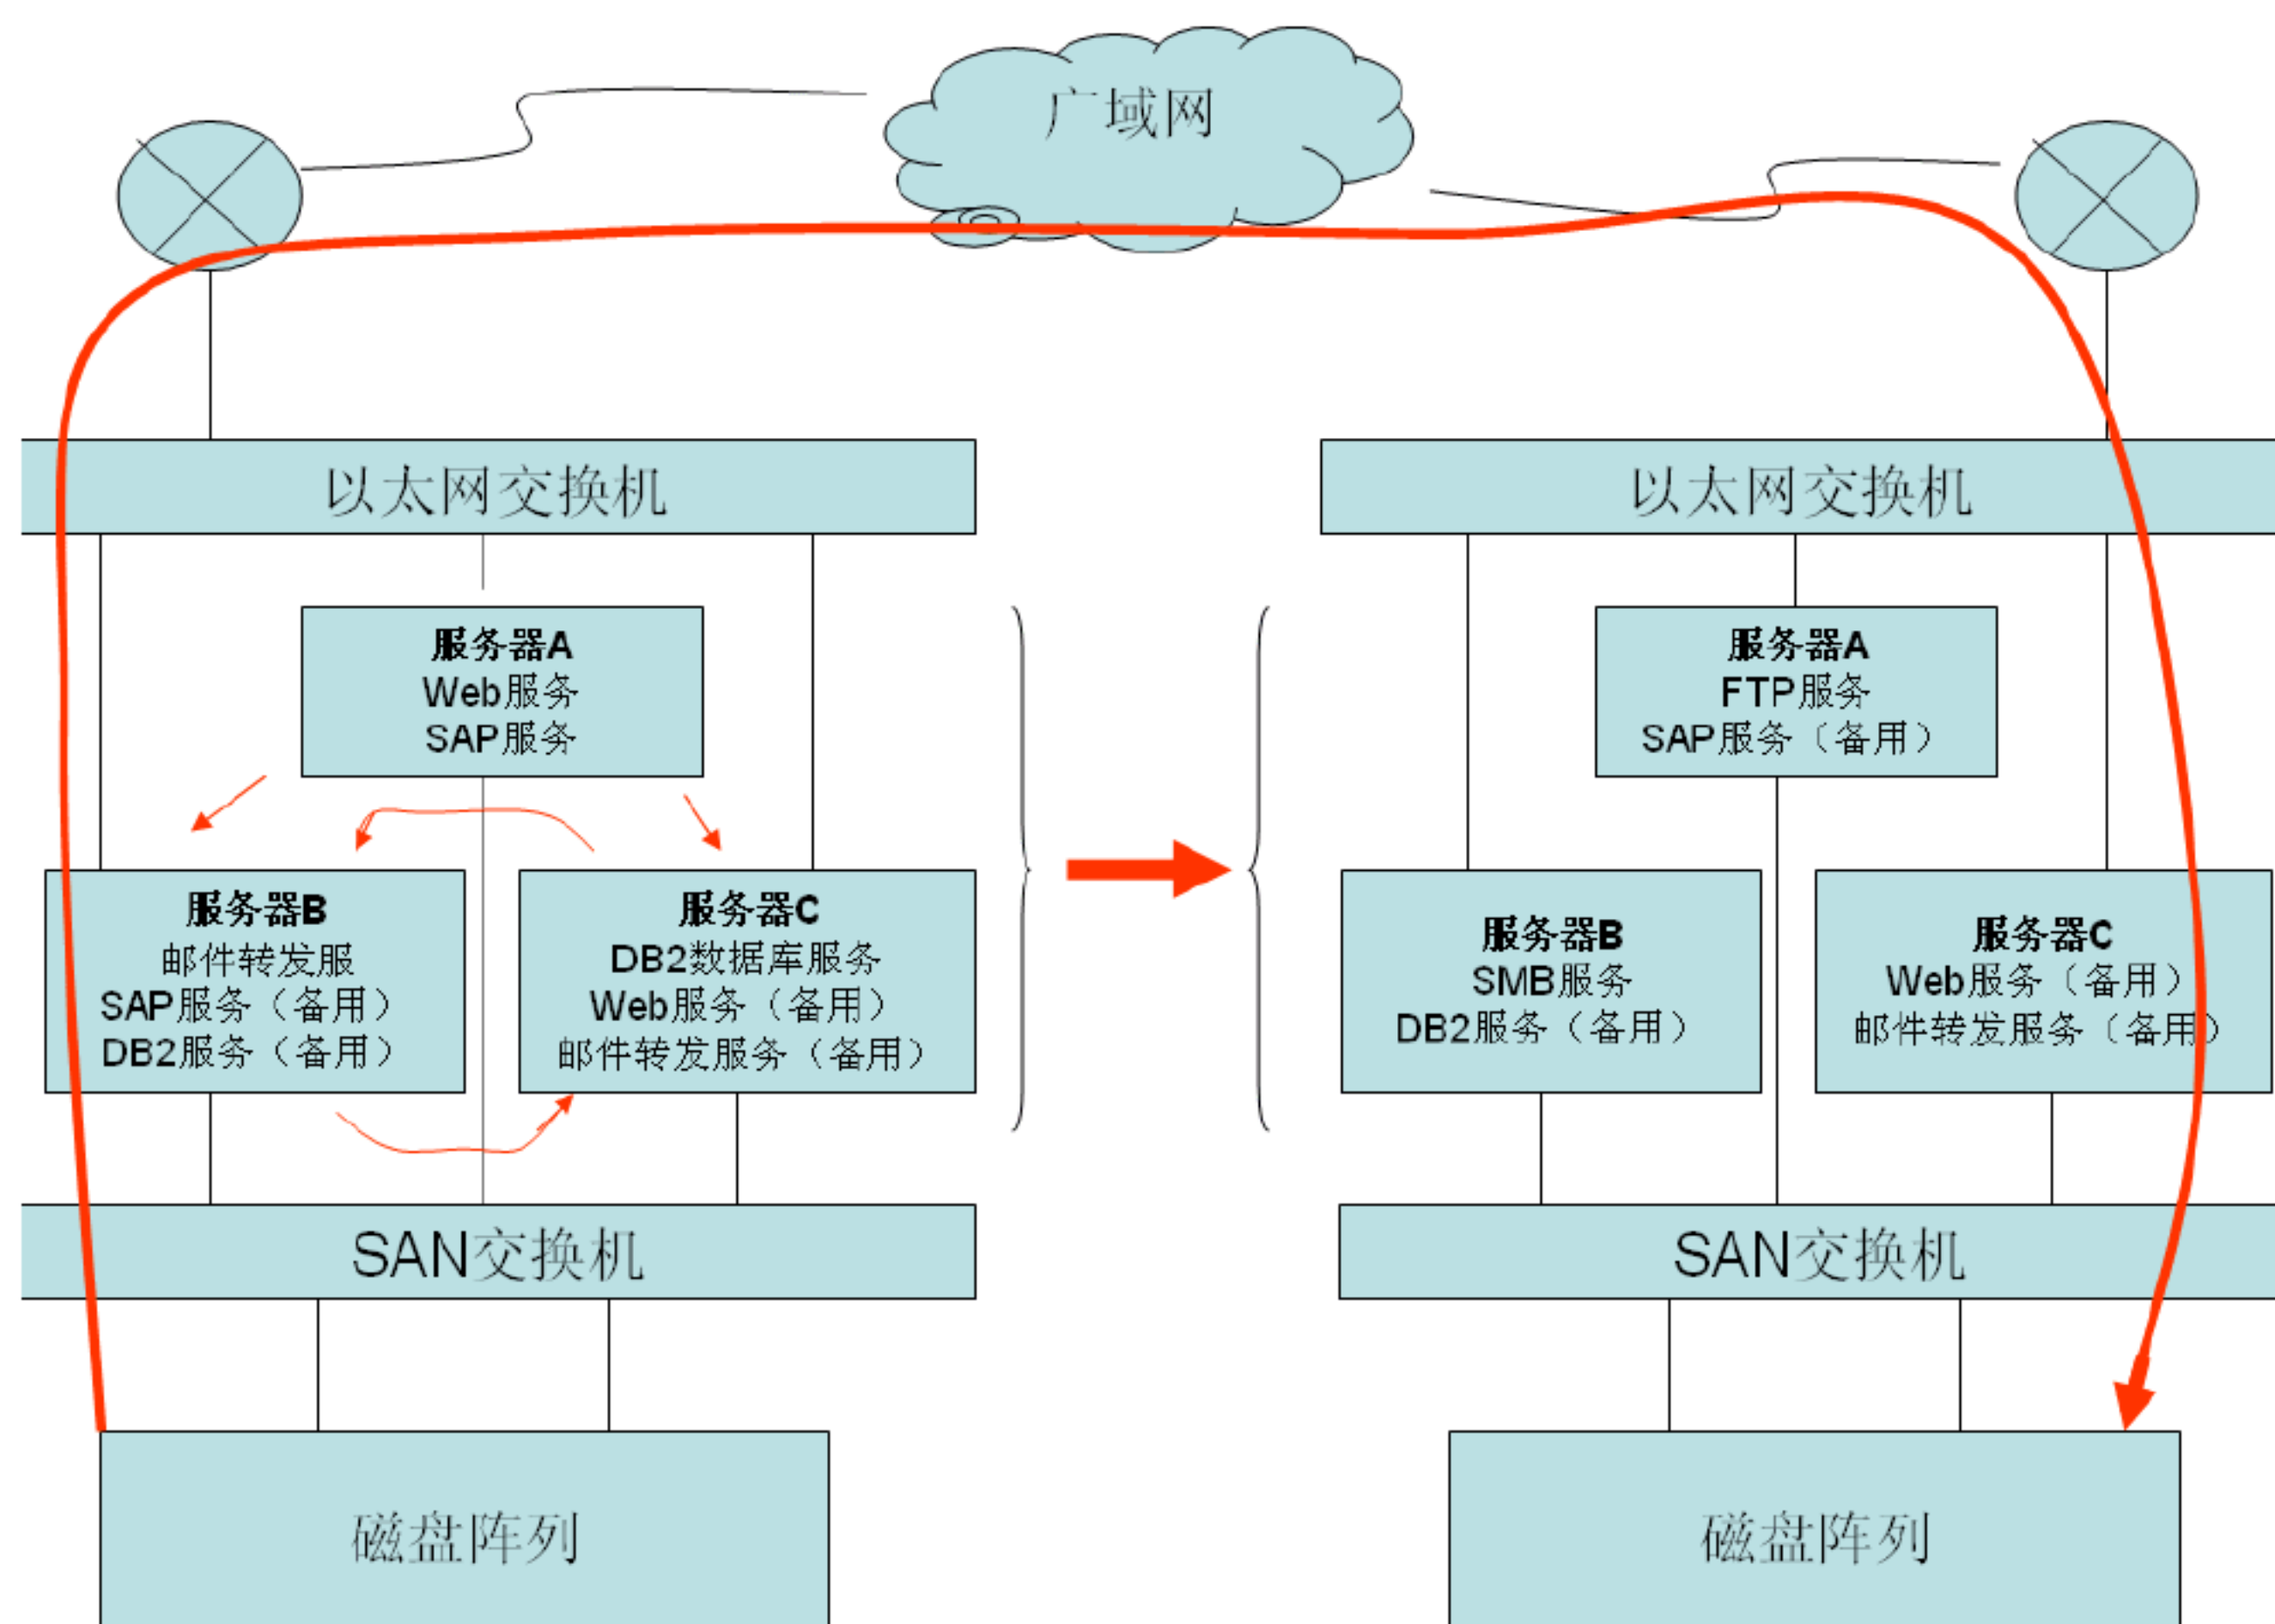 广域网
以太网交换机
以太网交换机
服务器A
Web服务
SAP服务
服务器A
FTP服务
SAP服务（备用）
服务器B
邮件转发服
SAP服务（备用）
DB2服务（备用）
服务器C
DB2数据库服务
Web服务（备用）
邮件转发服务（备用）
服务器B
SMB服务
DB2服务（备用）
服务器C
Web服务（备用）
邮件转发服务（备用）
SAN交换机
SAN交换机
磁盘阵列
磁盘阵列